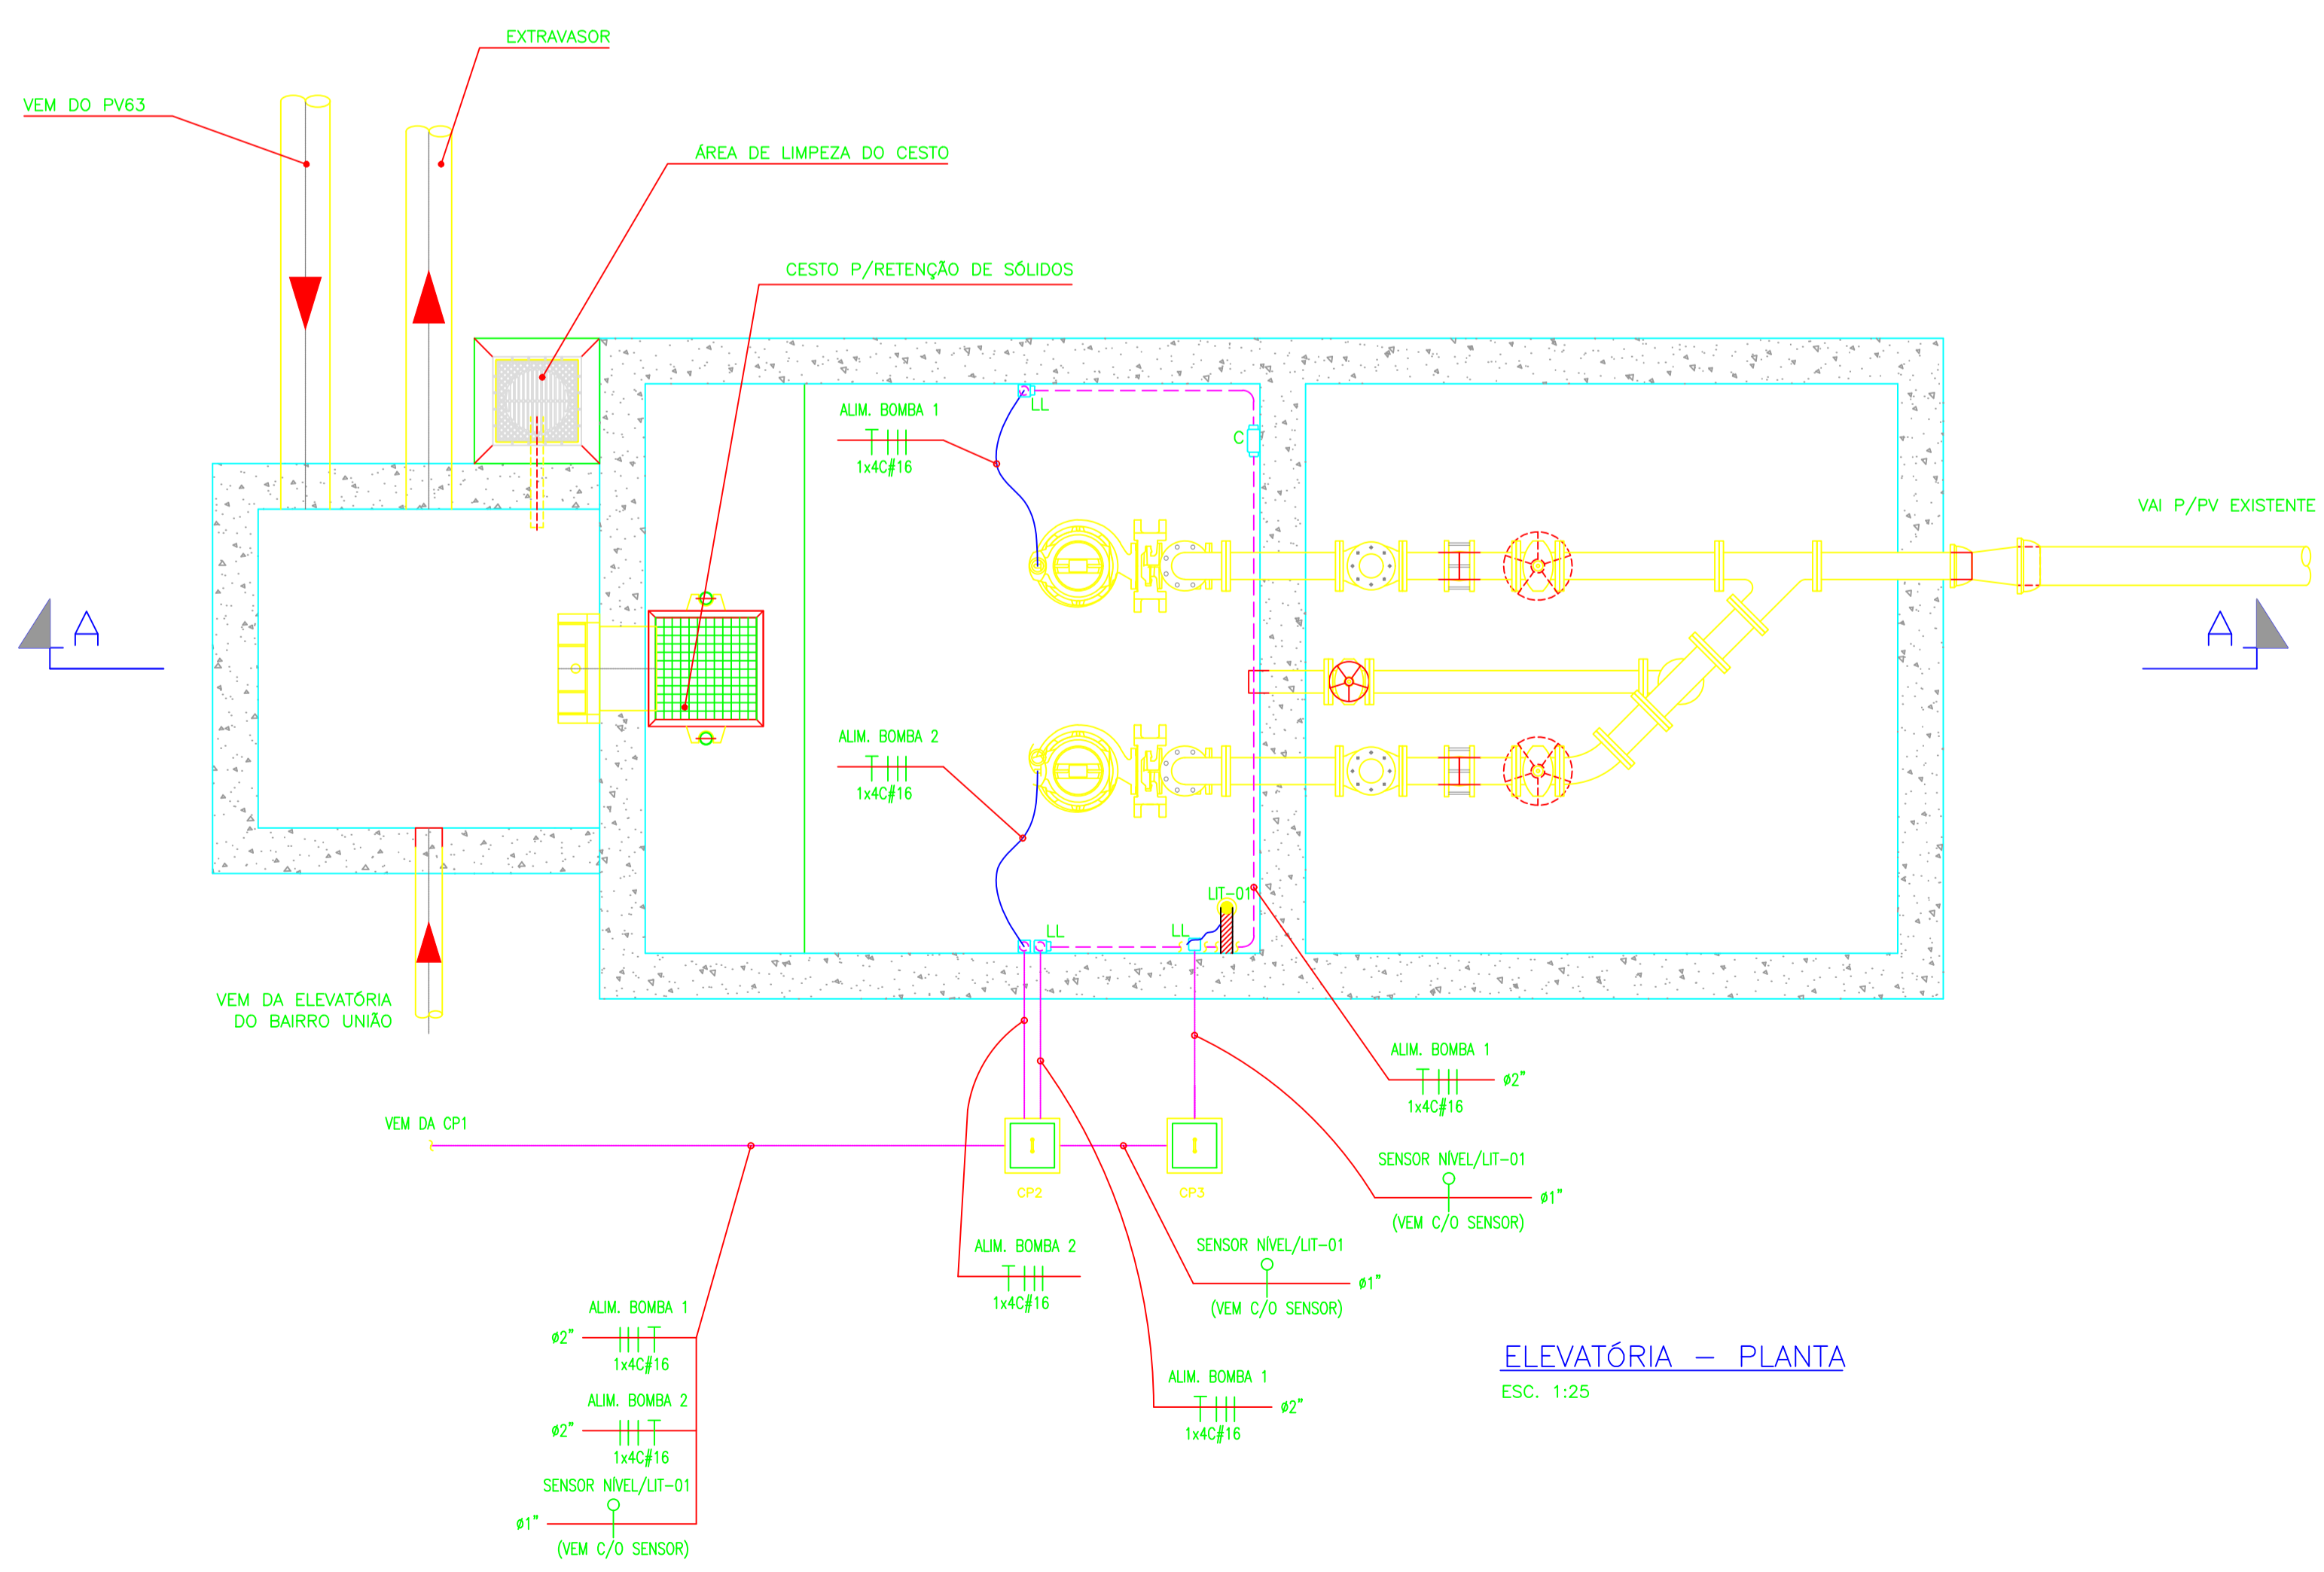 EXTRAVASOR
VEM DO PV63
ÁREA DE LIMPEZA DO CESTO
CESTO P/RETENÇÃO DE SÓLIDOS
ALIM. BOMBA 1
1x4C#16
LL
C
VAI P/PV EXISTENTE
A
A
ALIM. BOMBA 2
1x4C#16
LIT-01
LL
LL
VEM DA ELEVATÓRIA
DO BAIRRO UNIÃO
ALIM. BOMBA 1
ø2"
1x4C#16
VEM DA CP1
CP2
CP3
SENSOR NÍVEL/LIT-01
ø1"
(VEM C/O SENSOR)
ALIM. BOMBA 2
1x4C#16
SENSOR NÍVEL/LIT-01
ø1"
(VEM C/O SENSOR)
ALIM. BOMBA 1
ø2"
1x4C#16
ALIM. BOMBA 2
ø2"
1x4C#16
SENSOR NÍVEL/LIT-01
ø1"
(VEM C/O SENSOR)
ALIM. BOMBA 1
ø2"
1x4C#16
ELEVATÓRIA - PLANTA
ESC. 1:25